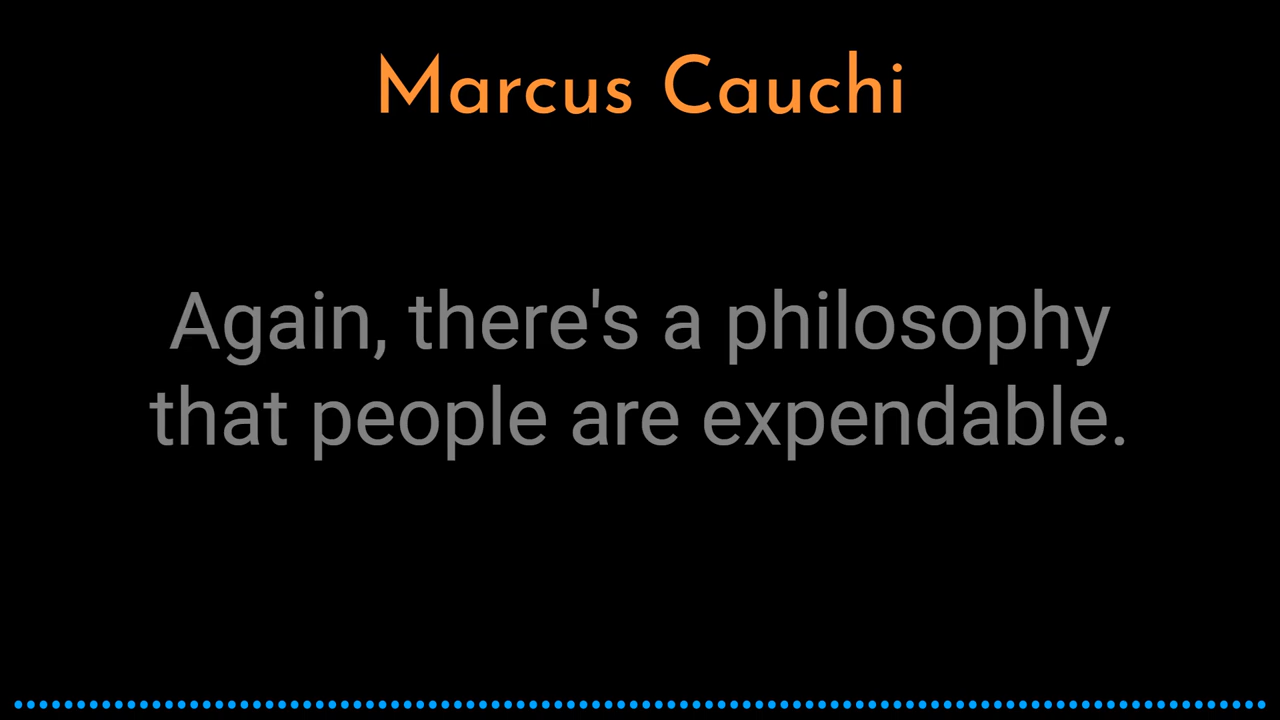 Marcus Cauchi
Again, there's a philosophy
that people are expendable.